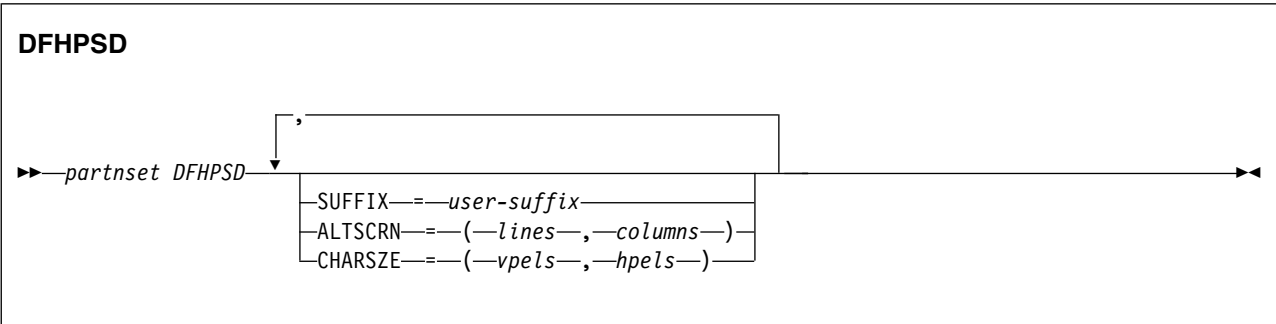 DFHPSD
,
partnset DFHPSD
SUFFIX = user-suffix
ALTSCRN = ( lines , columns )
CHARSZE = ( vpels , hpels )